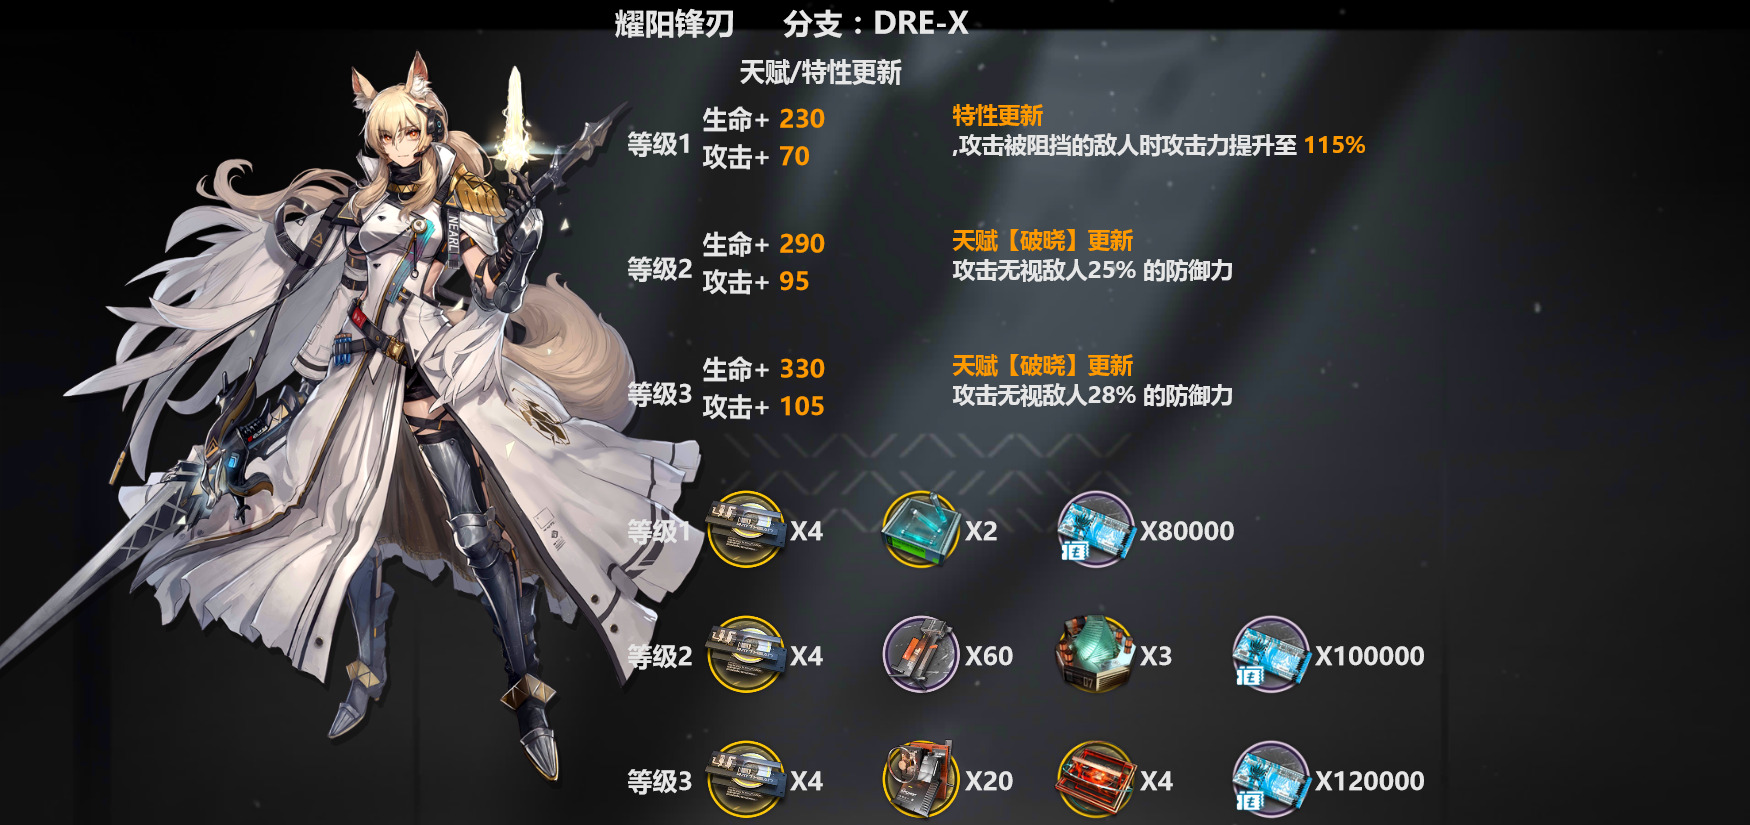 耀阳锋刃 分支：DRE-X
天赋/特性更新
等级1
生命+ 230
攻击+ 70
特性更新
,攻击被阻挡的敌人时攻击力提升至 115%
等级2
生命+ 290
攻击+ 95
天赋【破晓】更新
攻击无视敌人25% 的防御力
等级3
生命+ 330
攻击+ 105
天赋【破晓】更新
攻击无视敌人28% 的防御力
等级1 X4 X2 X80000
等级2 X4 X60 X3 X100000
等级3 X4 X20 X4 X120000
NEARL